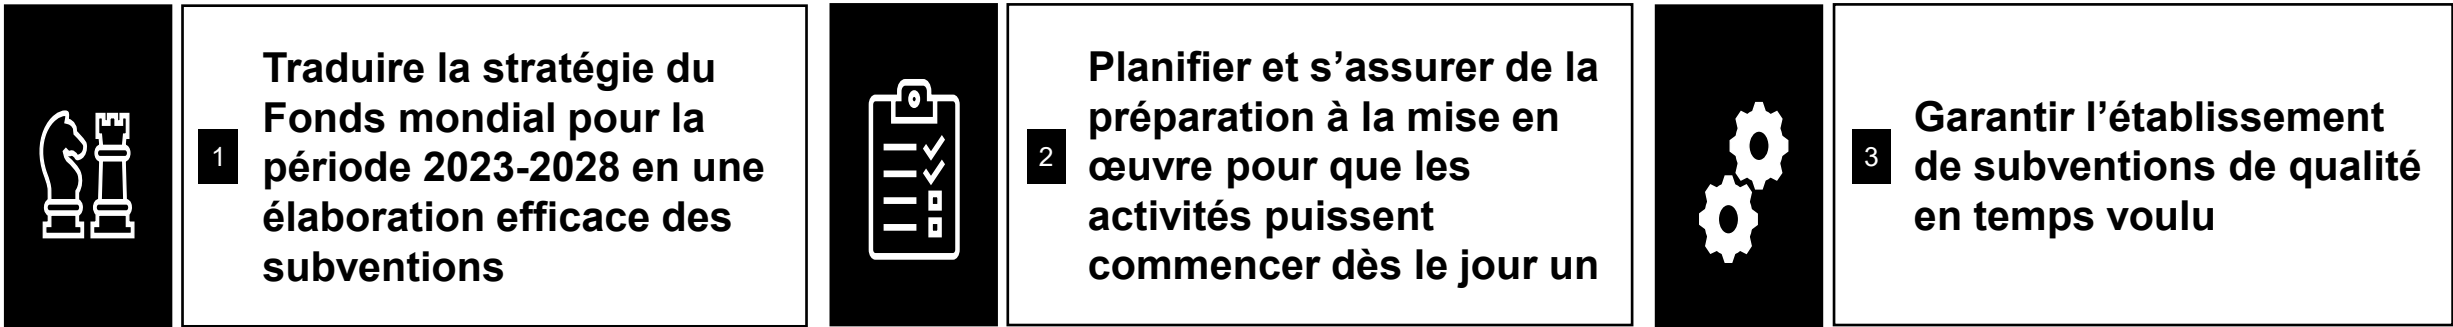 1
Traduire la stratégie du
Fonds mondial pour la
période 2023-2028 en une
élaboration efficace des
subventions
2
Planifier et s’assurer de la
préparation à la mise en
œuvre pour que les
activités puissent
commencer dès le jour un
3
Garantir l’établissement
de subventions de qualité
en temps voulu